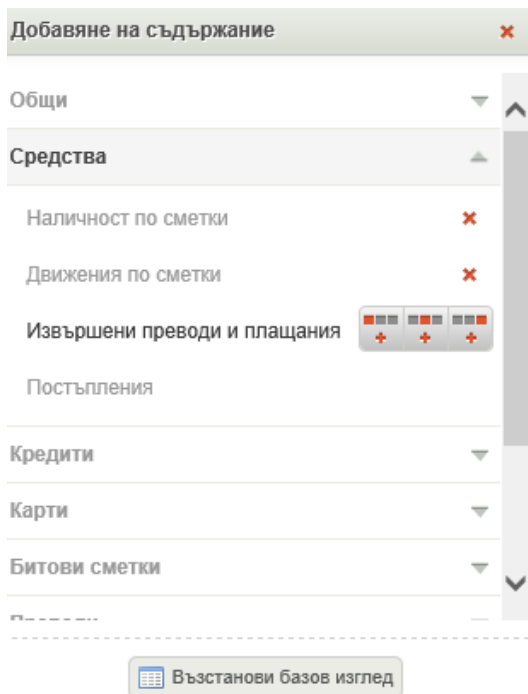 Добавяне на съдържание
Общи
Средства
Наличност по сметки
Движения по сметки
Извършени преводи и плащания
Постъпления
Кредити
Карти
Битови сметки
Възстанови базов изглед